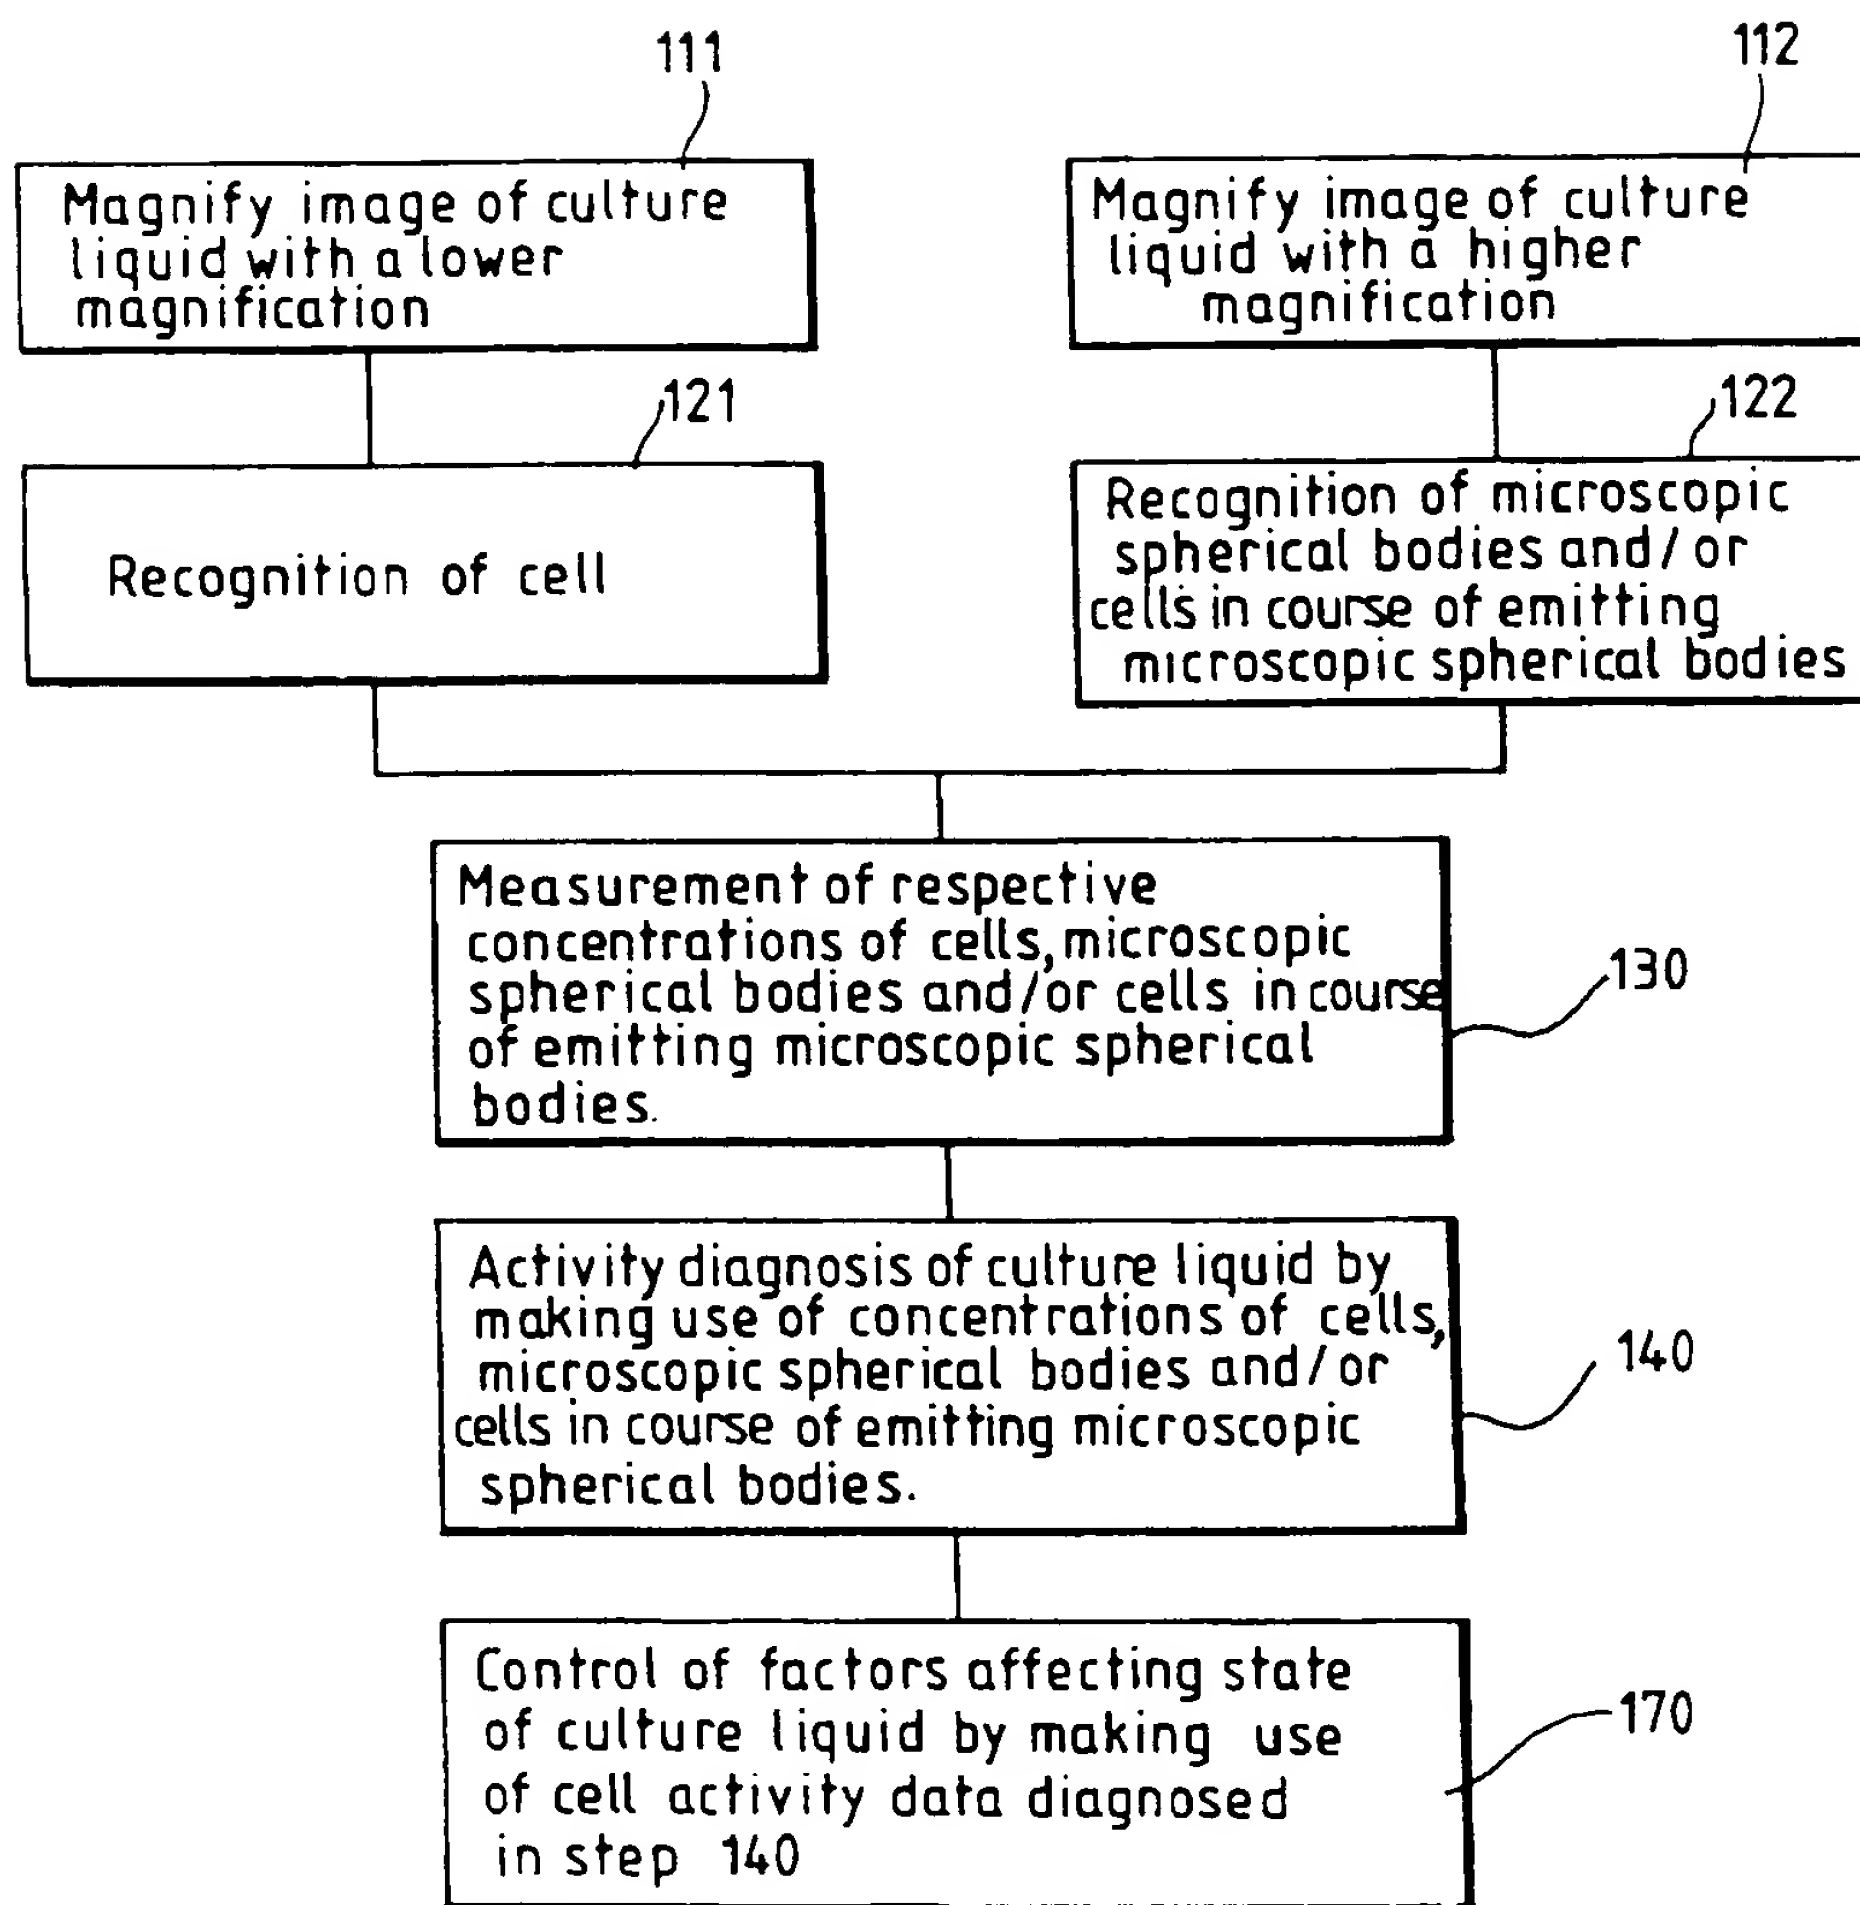 111
Magnify image of culture
liquid with a lower
magnification
112
Magnify image of culture
liquid with a higher
magnification
121
Recognition of cell
122
Recognition of microscopic
spherical bodies and/or
cells in course of emitting
microscopic spherical bodies
Measurement of respective
concentrations of cells, microscopic
spherical bodies and/or cells in course
of emitting microscopic spherical
bodies.
130
Activity diagnosis of culture liquid by
making use of concentrations of cells,
microscopic spherical bodies and/or
cells in course of emitting microscopic
spherical bodies.
140
Control of factors affecting state
of culture liquid by making use
of cell activity data diagnosed
in step 140
170